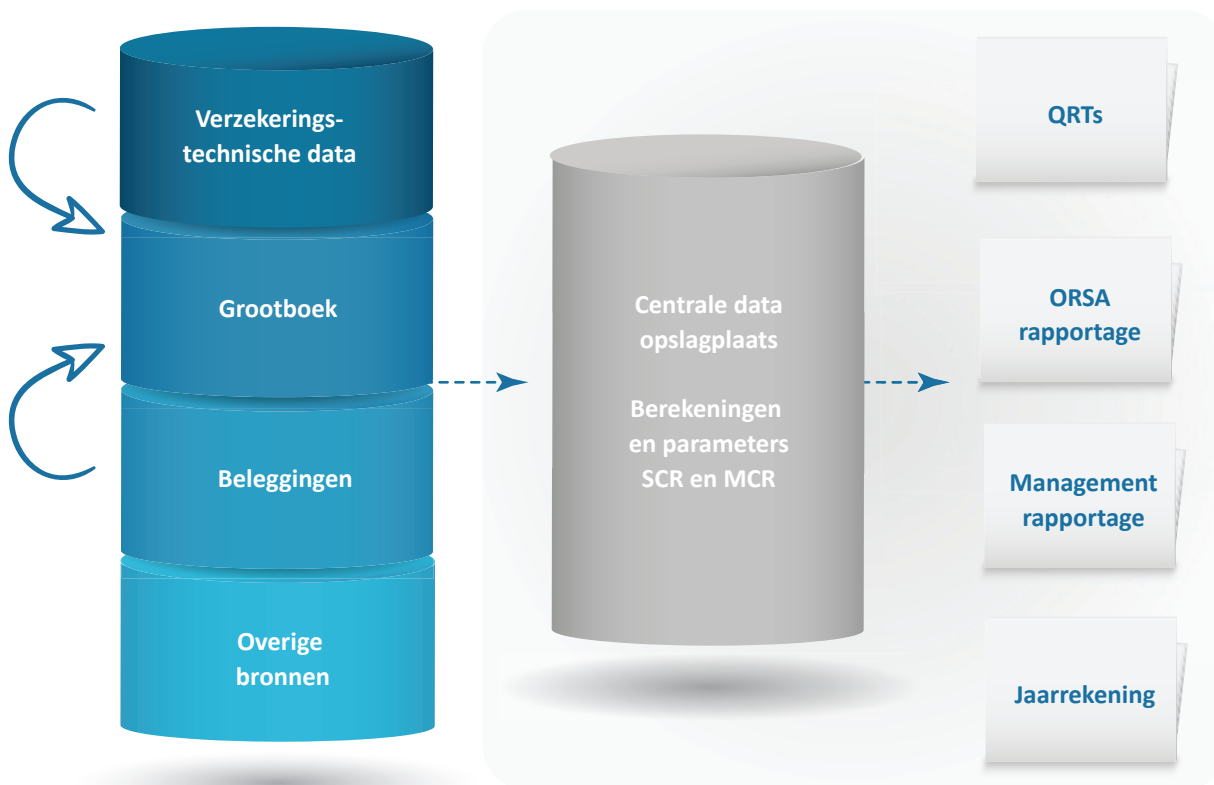 Verzekerings-
technische data
Grootboek
Beleggingen
Overige
bronnen
Centrale data
opslagplaats
Berekeningen
en parameters
SCR en MCR
QRTs
ORSA
rapportage
Management
rapportage
Jaarrekening